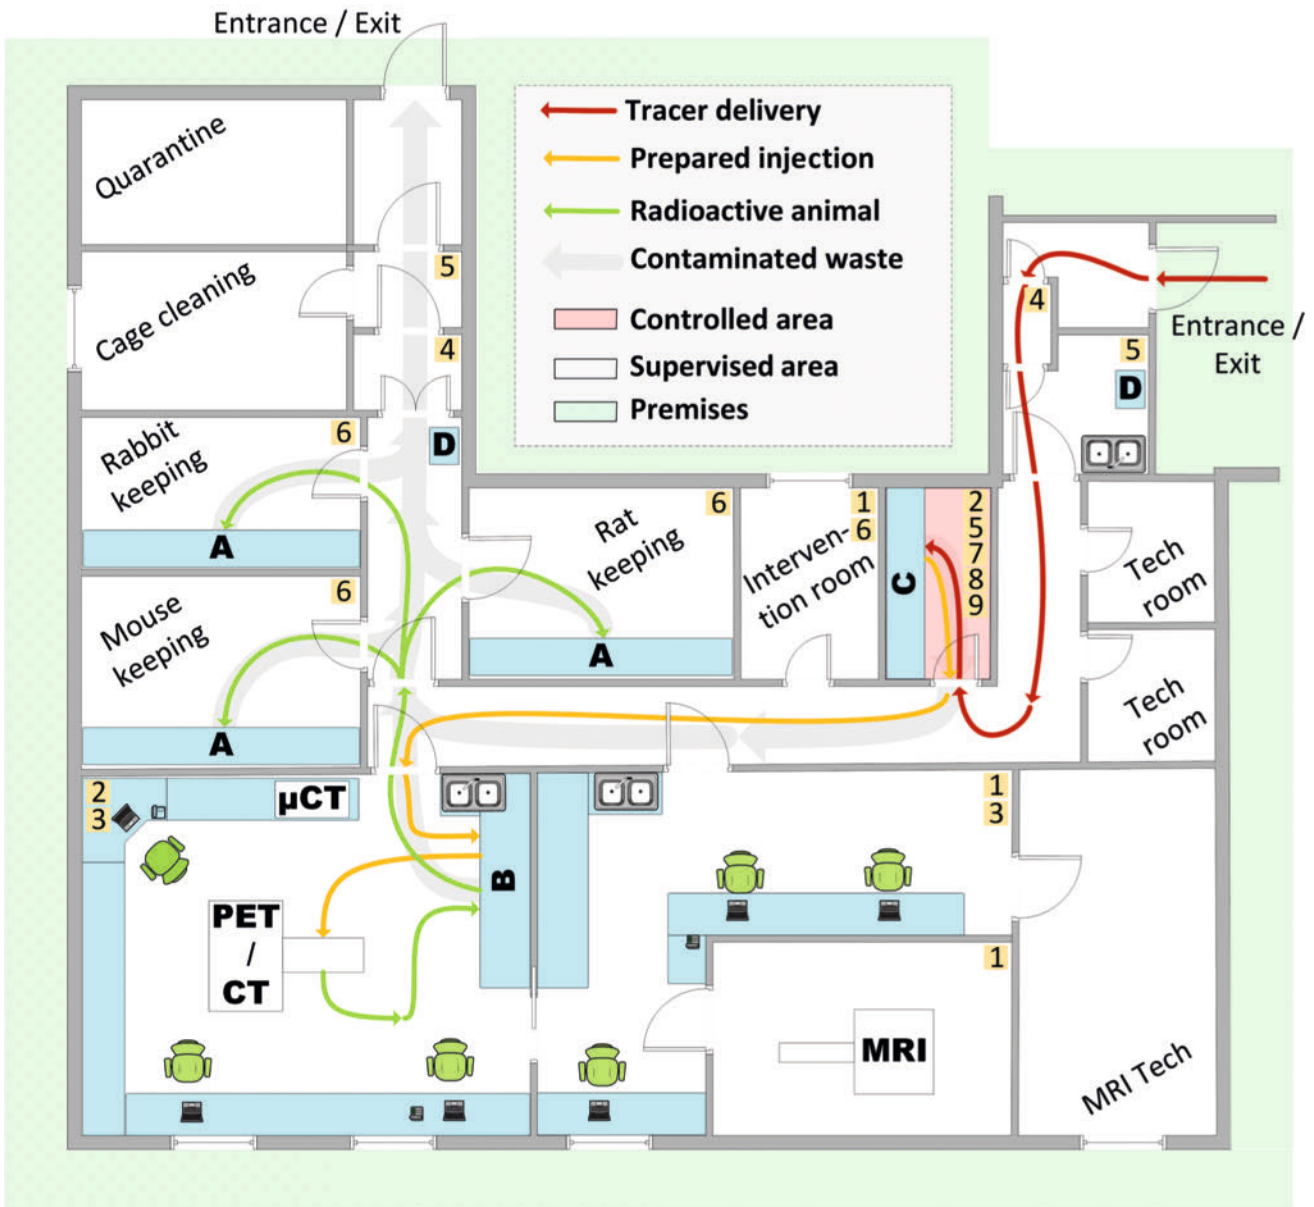 Entrance / Exit
Tracer delivery
Prepared injection
Radioactive animal
Contaminated waste
Controlled area
Supervised area
Premises
Quarantine
5
Cage cleaning
4
4
Entrance /
Exit
5
D
Rabbit
keeping
6
D
A
Rat
keeping
6
Interven-
tion room
1
6
C
2
5
7
8
9
Tech
room
Mouse
keeping
6
A
A
Tech
room
2
3
µCT
B
PET
/
CT
1
3
1
MRI
MRI Tech